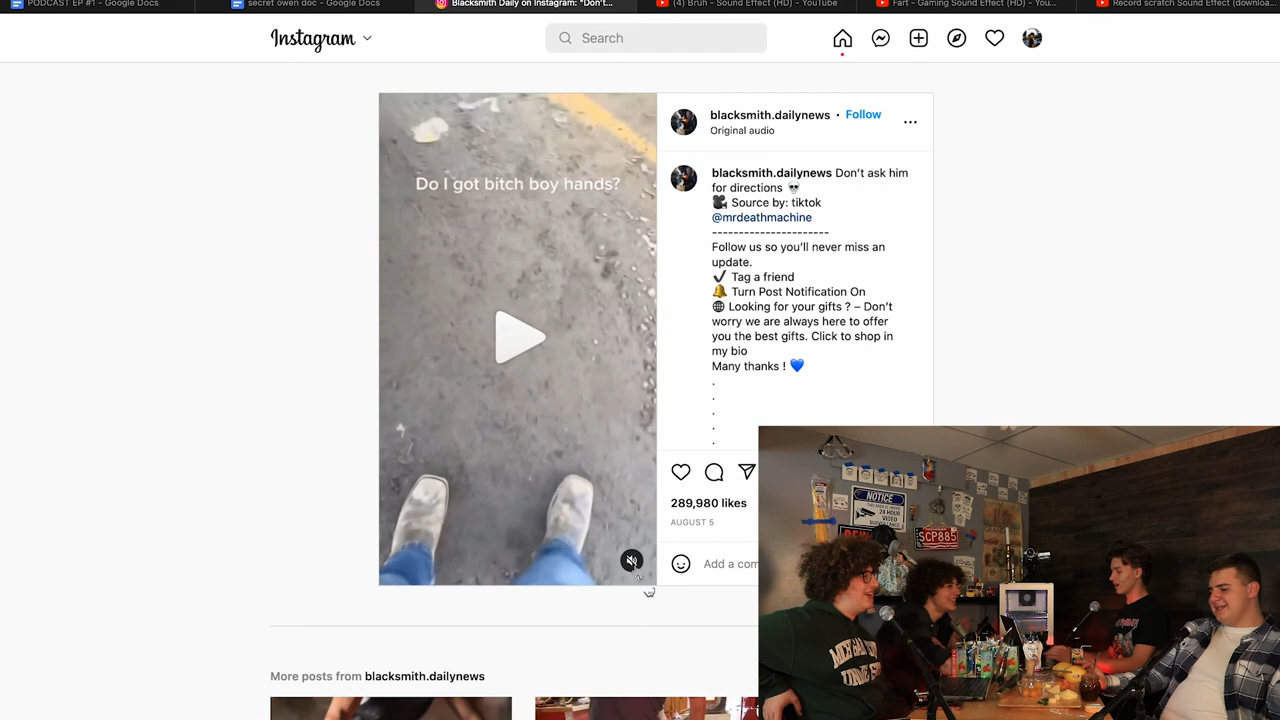 PODCAST EP #1 - Google Docs
secret owen doc - Google Docs
Blacksmith Daily on Instagram: "Don't...
(4) Bruh - Sound Effect (HD) - YouTube
Fart - Gaming Sound Effect (HD) - You...
Record scratch Sound Effect (downloa...
Instagram
Search
Do I got bitch boy hands?
blacksmith.dailynews • Follow
Original audio
blacksmith.dailynews Don't ask him
for directions 💀
🎥 Source by: tiktok
@mrdeathmachine
----------------------
Follow us so you'll never miss an
update.
✔️ Tag a friend
🔔 Turn Post Notification On
🌐 Looking for your gifts ? – Don't
worry we are always here to offer
you the best gifts. Click to shop in
my bio
Many thanks ! 💙
.
.
.
.
.
289,980 likes
AUGUST 5
Add a com
More posts from blacksmith.dailynews
NOTICE
24 HOUR
VIDEO
SCP885